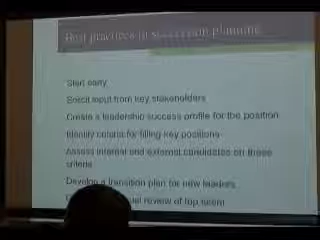 Best practices in succession planning
Start early
Solicit input from key stakeholders
Create a leadership success profile for the position
Identify criteria for filling key positions
Assess internal and external candidates on these
criteria
Develop a transition plan for new leaders
review of top talent